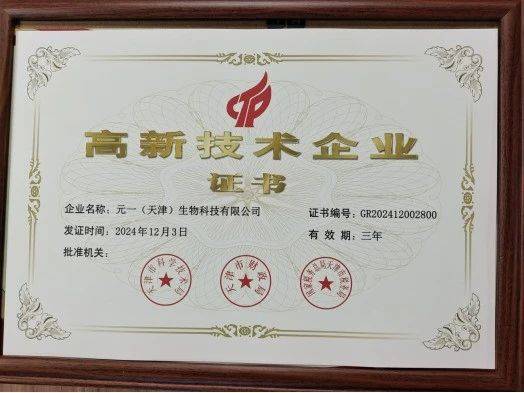 高新技术企业
证书
企业名称：元一（天津）生物科技有限公司
证书编号：GR202412002800
发证时间：2024年12月3日
有效期：三年
批准机关：
天津市科学技术局
天津市财政局
国家税务总局天津市税务局